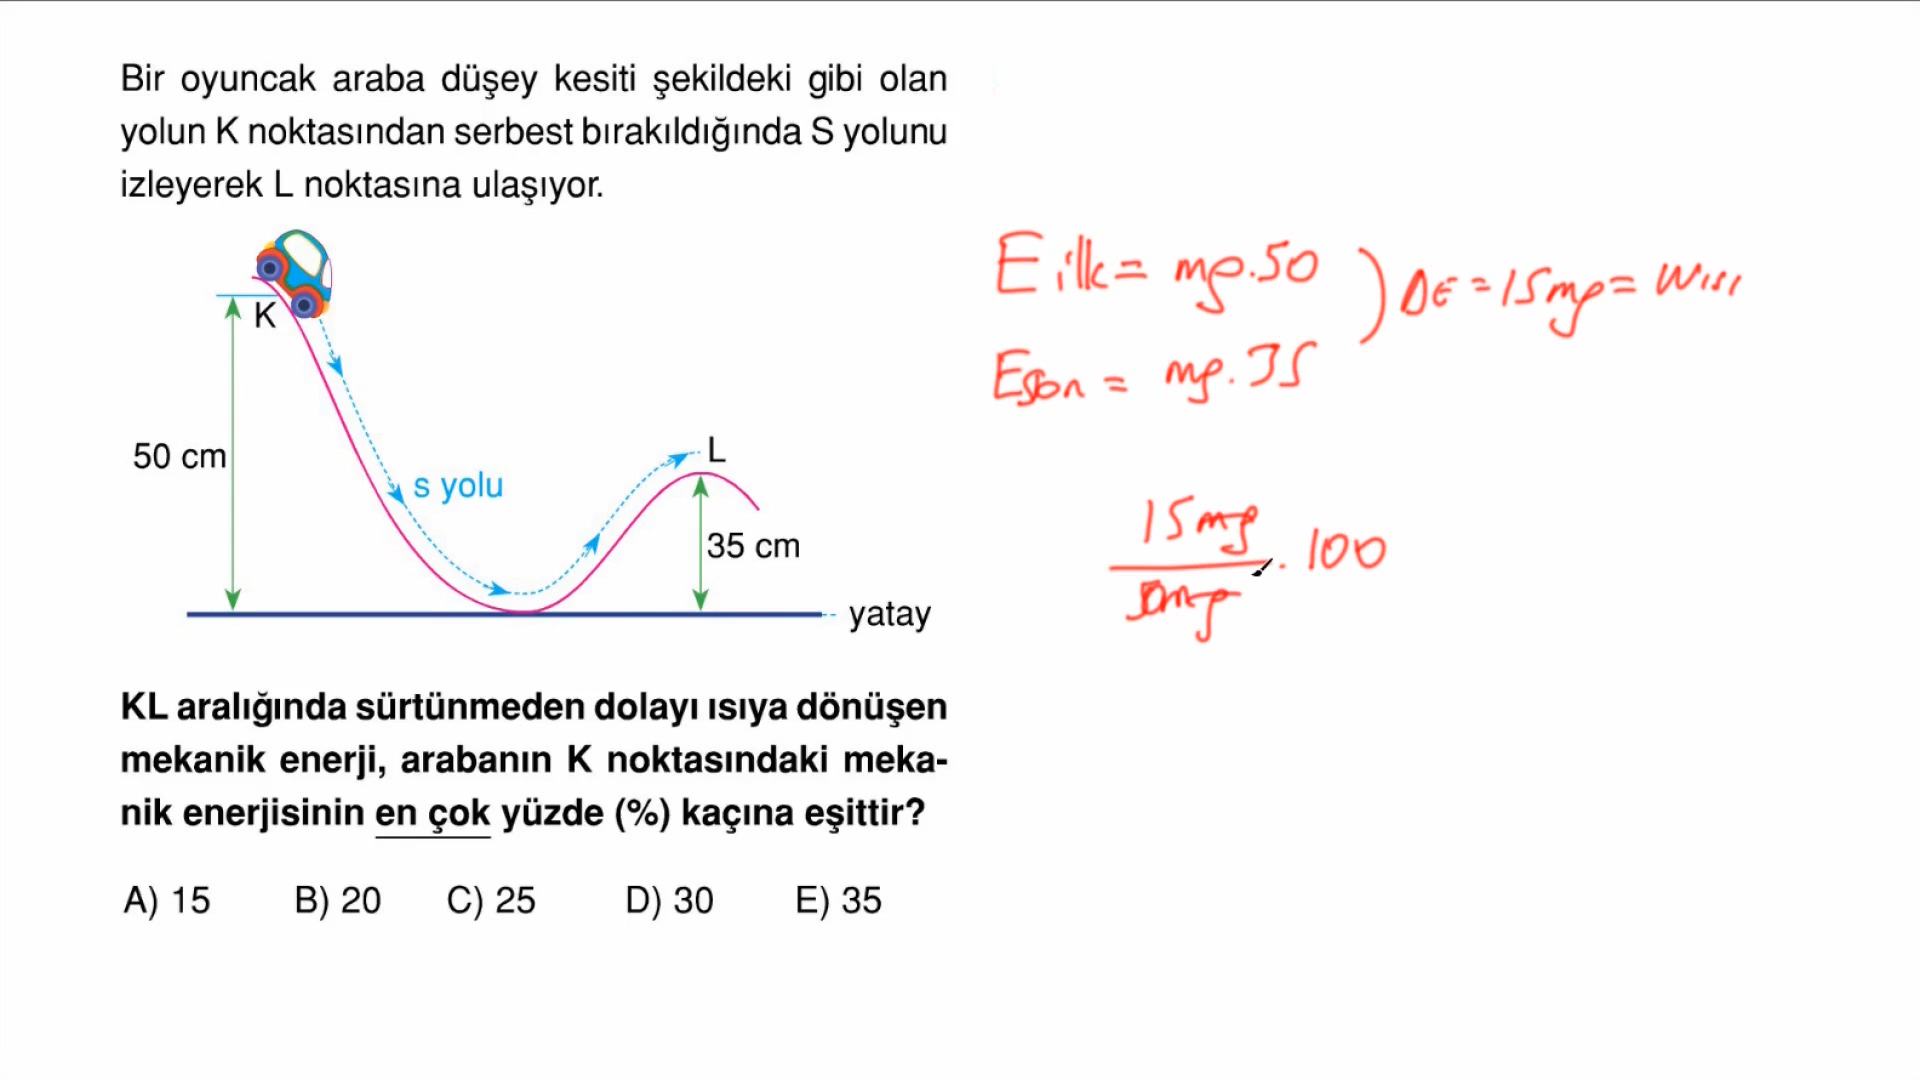 Bir oyuncak araba düşey kesiti şekildeki gibi olan
yolun K noktasından serbest bırakıldığında S yolunu
izleyerek L noktasına ulaşıyor.
K
50 cm
s yolu
L
35 cm
yatay
KL aralığında sürtünmeden dolayı ısıya dönüşen
mekanik enerji, arabanın K noktasındaki meka-
nik enerjisinin en çok yüzde (%) kaçına eşittir?
A) 15 B) 20 C) 25 D) 30 E) 35
Eilk = mg.50
Eson = mg.35
) ΔE = 15mg = Wısı
15mg
50mg
. 100